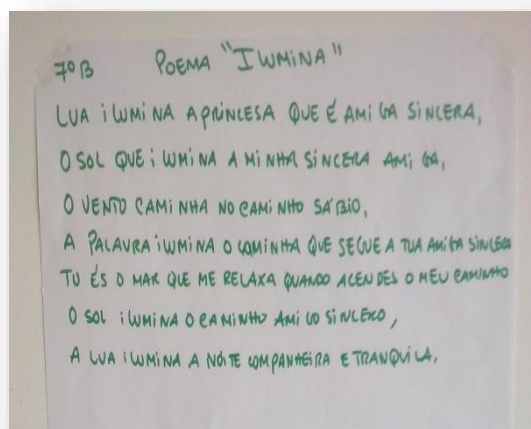 7º B POEMA "ILUMINA"
LUA iLUMiNA A PRINCESA QUE É AMiGA SiNCERA,
O SOL QUE iLUMiNA A MiNHA SiNCERA AMiGA,
O VENTO CAMiNHA NO CAMiNHO SÁBIO,
A PALAVRA iLUMiNA O CAMINHA QUE SEGUE A TUA AMiGA SiNCERA
TU ÉS O MAR QUE ME RELAXA QUANDO ACENDES O MEU CAMiNHO
O SOL iLUMiNA O CAMiNHO AMiGO SiNCERO,
A LUA iLUMiNA A NOiTE COMPANHEiRA E TRANQUiLA.